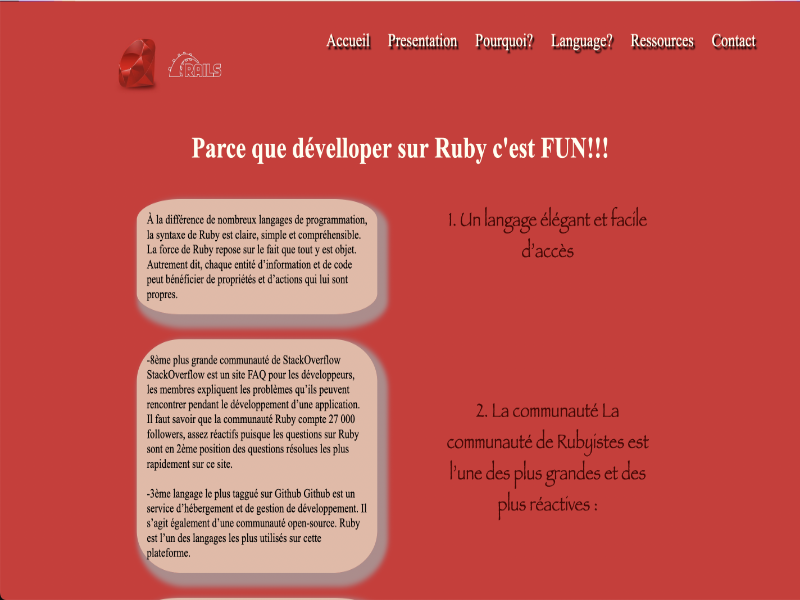 Accueil Presentation Pourquoi? Language? Ressources Contact
RAILS
Parce que dévelloper sur Ruby c'est FUN!!!
À la différence de nombreux langages de programmation,
la syntaxe de Ruby est claire, simple et compréhensible.
La force de Ruby repose sur le fait que tout y est objet.
Autrement dit, chaque entité d’information et de code
peut bénéficier de propriétés et d’actions qui lui sont
propres.
1. Un langage élégant et facile
d’accès
-8ème plus grande communauté de StackOverflow
StackOverflow est un site FAQ pour les développeurs,
les membres expliquent les problèmes qu’ils peuvent
rencontrer pendant le développement d’une application.
Il faut savoir que la communauté Ruby compte 27 000
followers, assez réactifs puisque les questions sur Ruby
sont en 2ème position des questions résolues les plus
rapidement sur ce site.
-3ème langage le plus taggué sur Github Github est un
service d’hébergement et de gestion de développement. Il
s’agit également d’une communauté open-source. Ruby
est l’un des langages les plus utilisés sur cette
plateforme.
2. La communauté La
communauté de Rubyistes est
l’une des plus grandes et des
plus réactives :